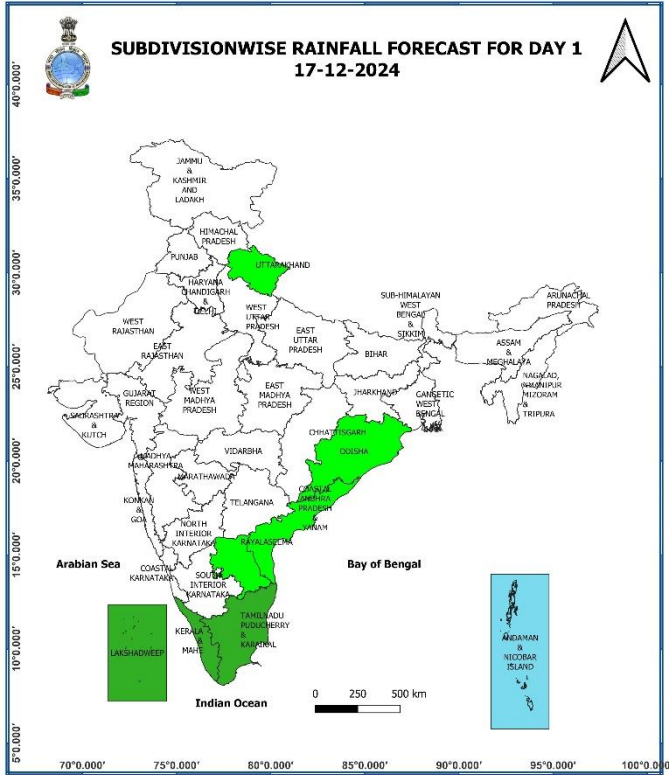 SUBDIVISIONWISE RAINFALL FORECAST FOR DAY 1
17-12-2024
40°0.000'
35°0.000'
30°0.000'
25°0.000'
20°0.000'
15°0.000'
10°0.000'
5°0.000'
JAMMU
&
KASHMIR
AND
LADAKH
HIMACHAL
PRADESH
PUNJAB
UTTARAKHAND
HARYANA
CHANDIGARH
&
DELHI
WEST
UTTAR
PRADESH
EAST
UTTAR
PRADESH
SUB-HIMALAYAN
WEST
BENGAL
&
SIKKIM
ARUNACHAL
PRADESH
WEST
RAJASTHAN
EAST
RAJASTHAN
BIHAR
ASSAM
&
MEGHALAYA
NAGALAD,
MANIPUR
MIZORAM
&
TRIPURA
GUJARAT
REGION
WEST
MADHYA
PRADESH
EAST
MADHYA
PRADESH
JHARKHAND
GANGETIC
WEST
BENGAL
SAURASHTRA
&
KUTCH
CHHATTISGARH
ODISHA
MADHYA
MAHARASHTRA
VIDARBHA
MARATHAWADA
KONKAN
&
GOA
TELANGANA
COASTAL
ANDHRA
PRADESH
&
YANAM
NORTH
INTERIOR
KARNATAKA
RAYALASEEMA
Arabian Sea
Bay of Bengal
COASTAL
KARNATAKA
SOUTH
INTERIOR
KARNATAKA
TAMILNADU
PUDUCHERRY
&
KARAIKAL
KERALA
&
MAHE
LAKSHADWEEP
ANDAMAN
&
NICOBAR
ISLAND
Indian Ocean
0 250 500 km
70°0.000' 75°0.000' 80°0.000' 85°0.000' 90°0.000' 95°0.000' 100°0.000'